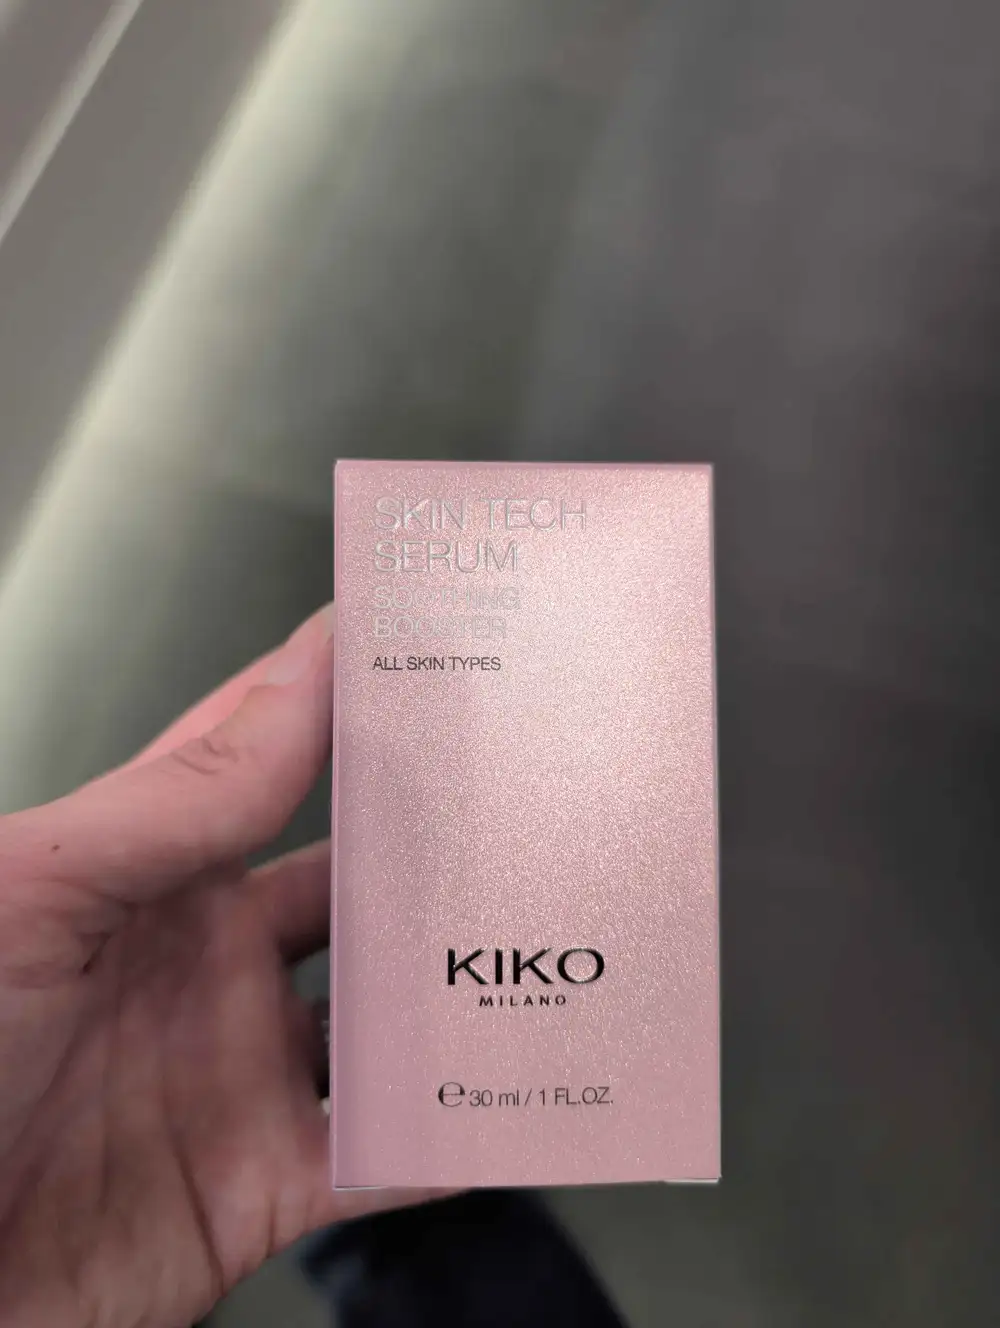 SKIN TECH
SERUM
SOOTHING
BOOSTER
ALL SKIN TYPES
KIKO
MILANO
℮ 30 ml / 1 FL.OZ.